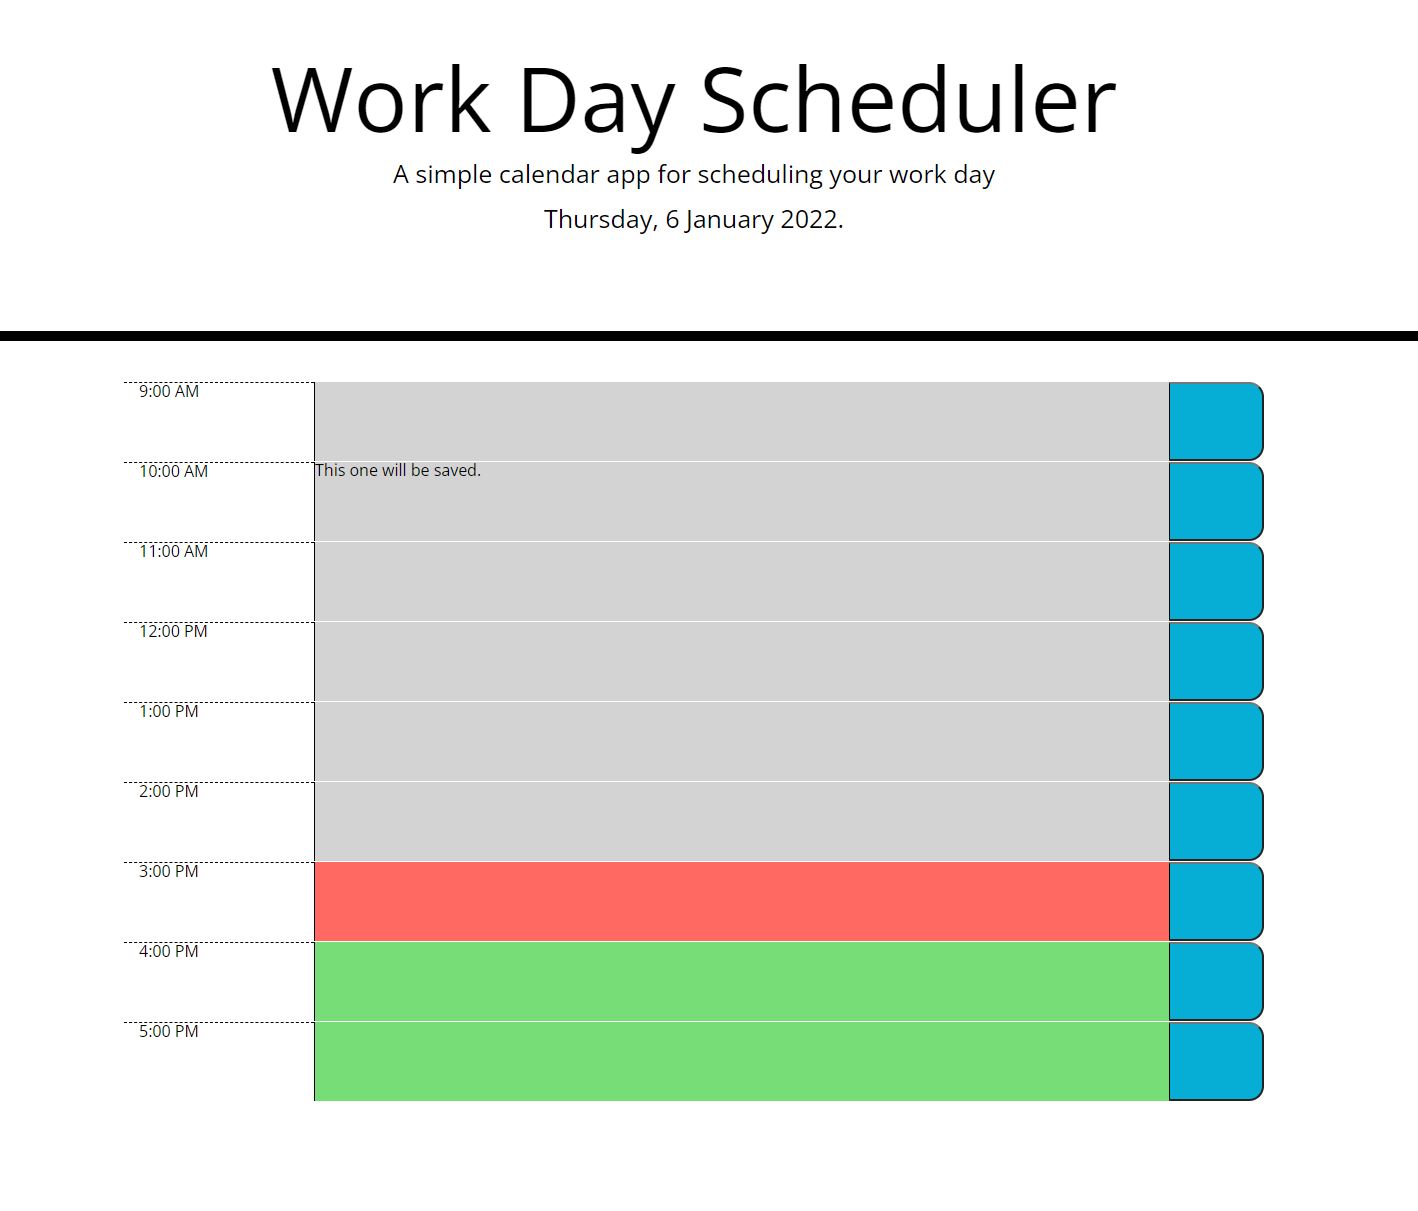 Work Day Scheduler
A simple calendar app for scheduling your work day
Thursday, 6 January 2022.
9:00 AM
10:00 AM This one will be saved.
11:00 AM
12:00 PM
1:00 PM
2:00 PM
3:00 PM
4:00 PM
5:00 PM